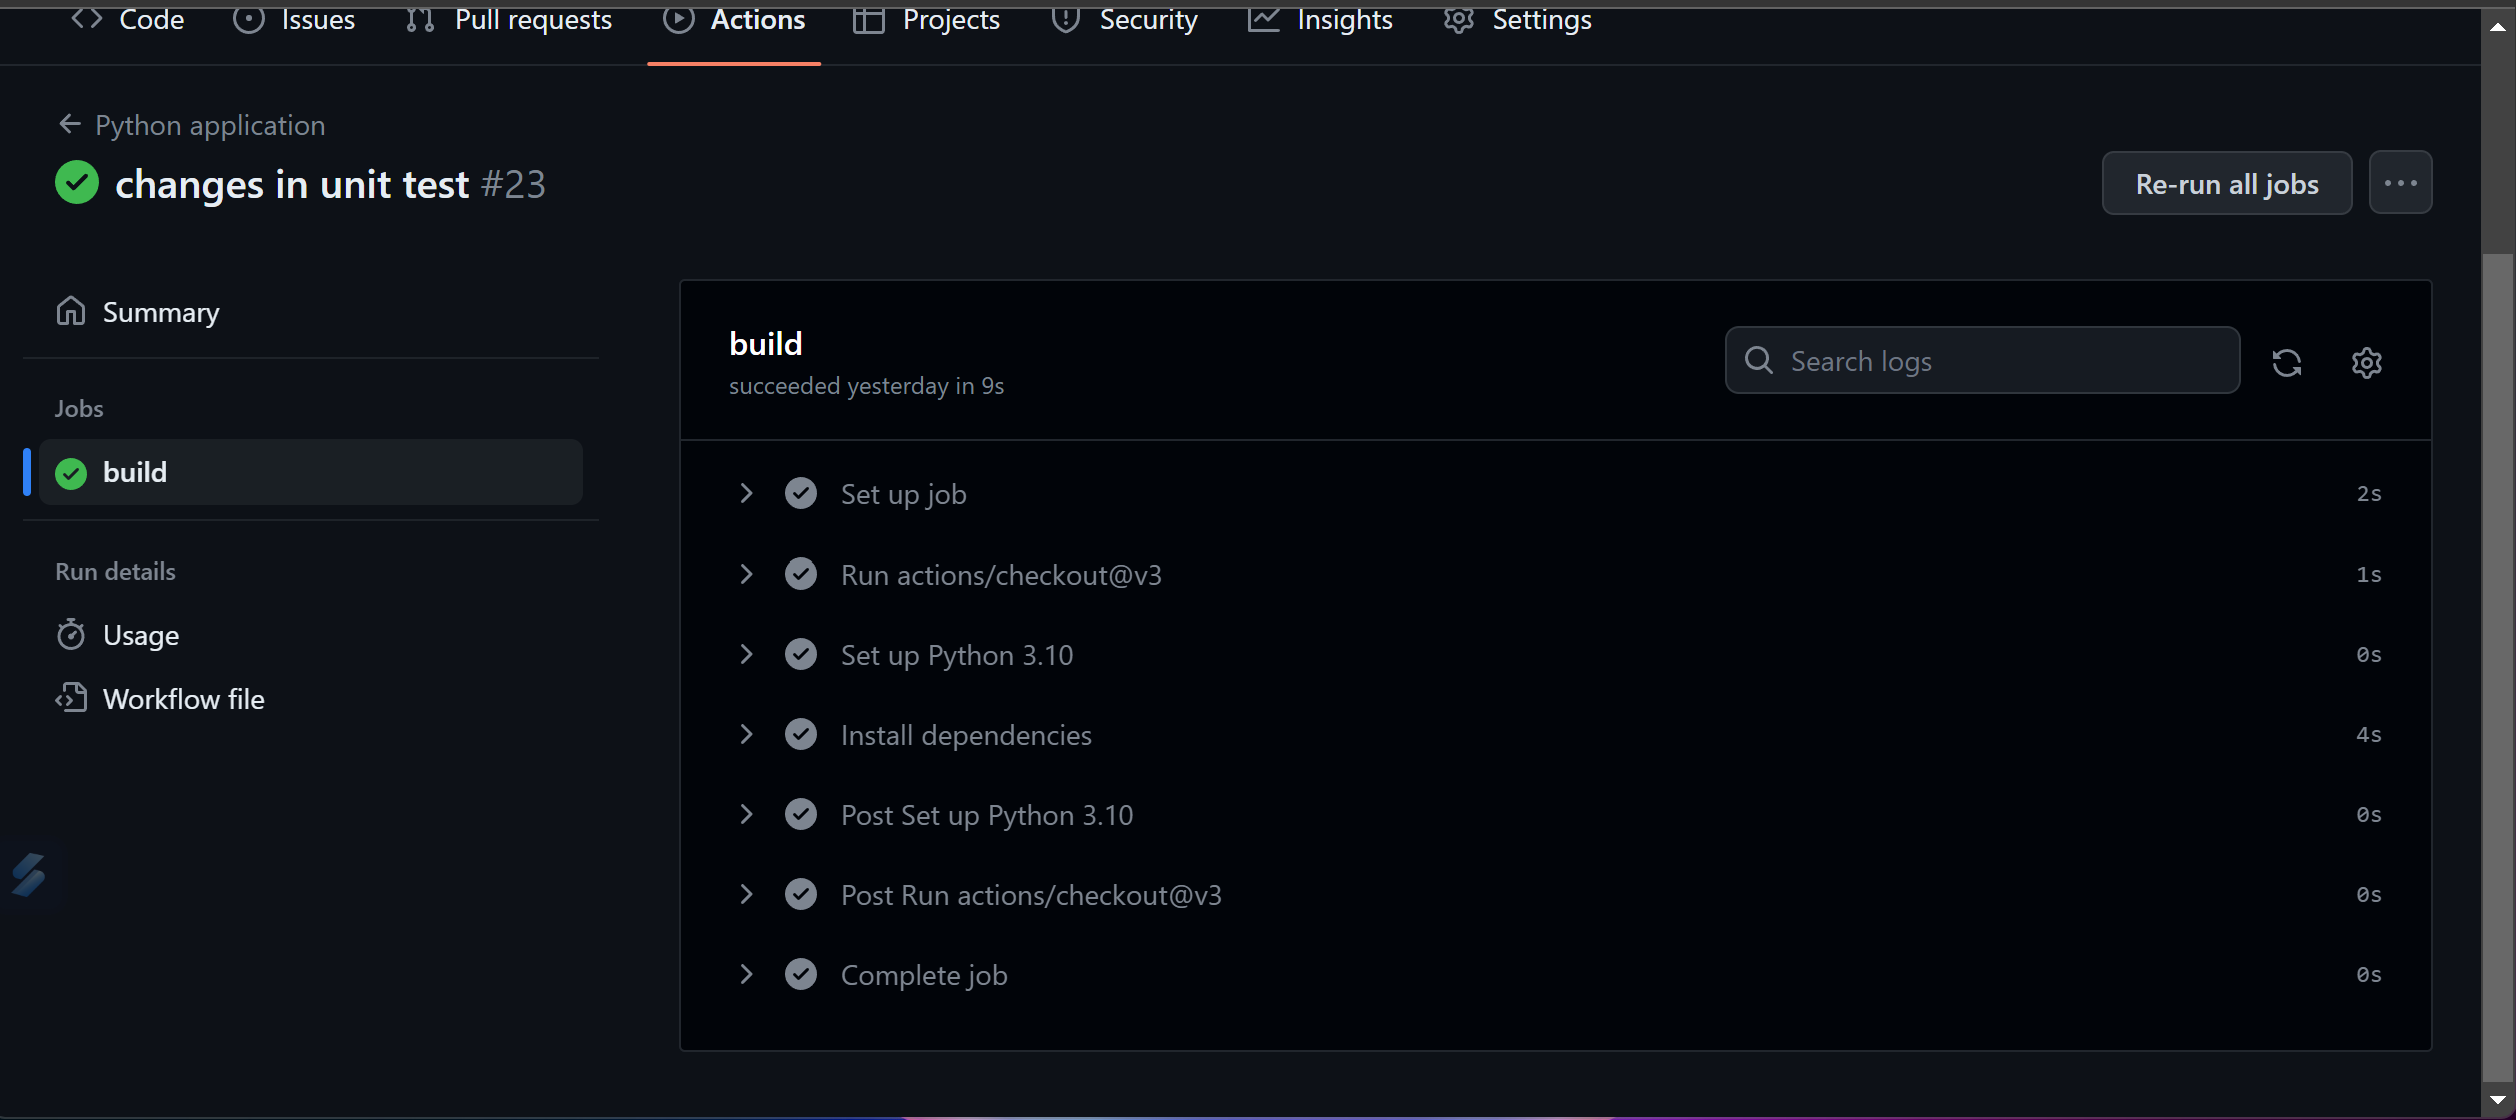 Code Issues Pull requests Actions Projects Security Insights Settings
Python application
changes in unit test #23
Re-run all jobs
Summary
Jobs
build
Run details
Usage
Workflow file
build
succeeded yesterday in 9s
Search logs
Set up job 2s
Run actions/checkout@v3 1s
Set up Python 3.10 0s
Install dependencies 4s
Post Set up Python 3.10 0s
Post Run actions/checkout@v3 0s
Complete job 0s